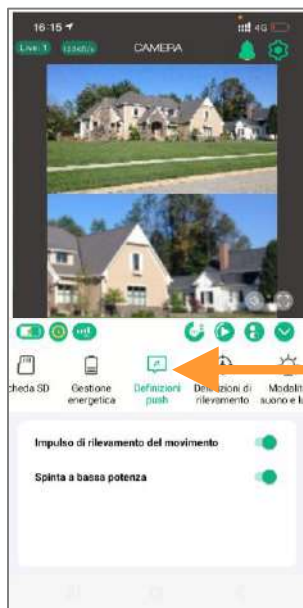 16:15
4G
Live: 1
CAMERA
cheda SD
Gestione
energetica
Definizioni
push
Definizioni di
rilevamento
Modalit
suono e l
Impulso di rilevamento del movimento
Spinta a bassa potenza